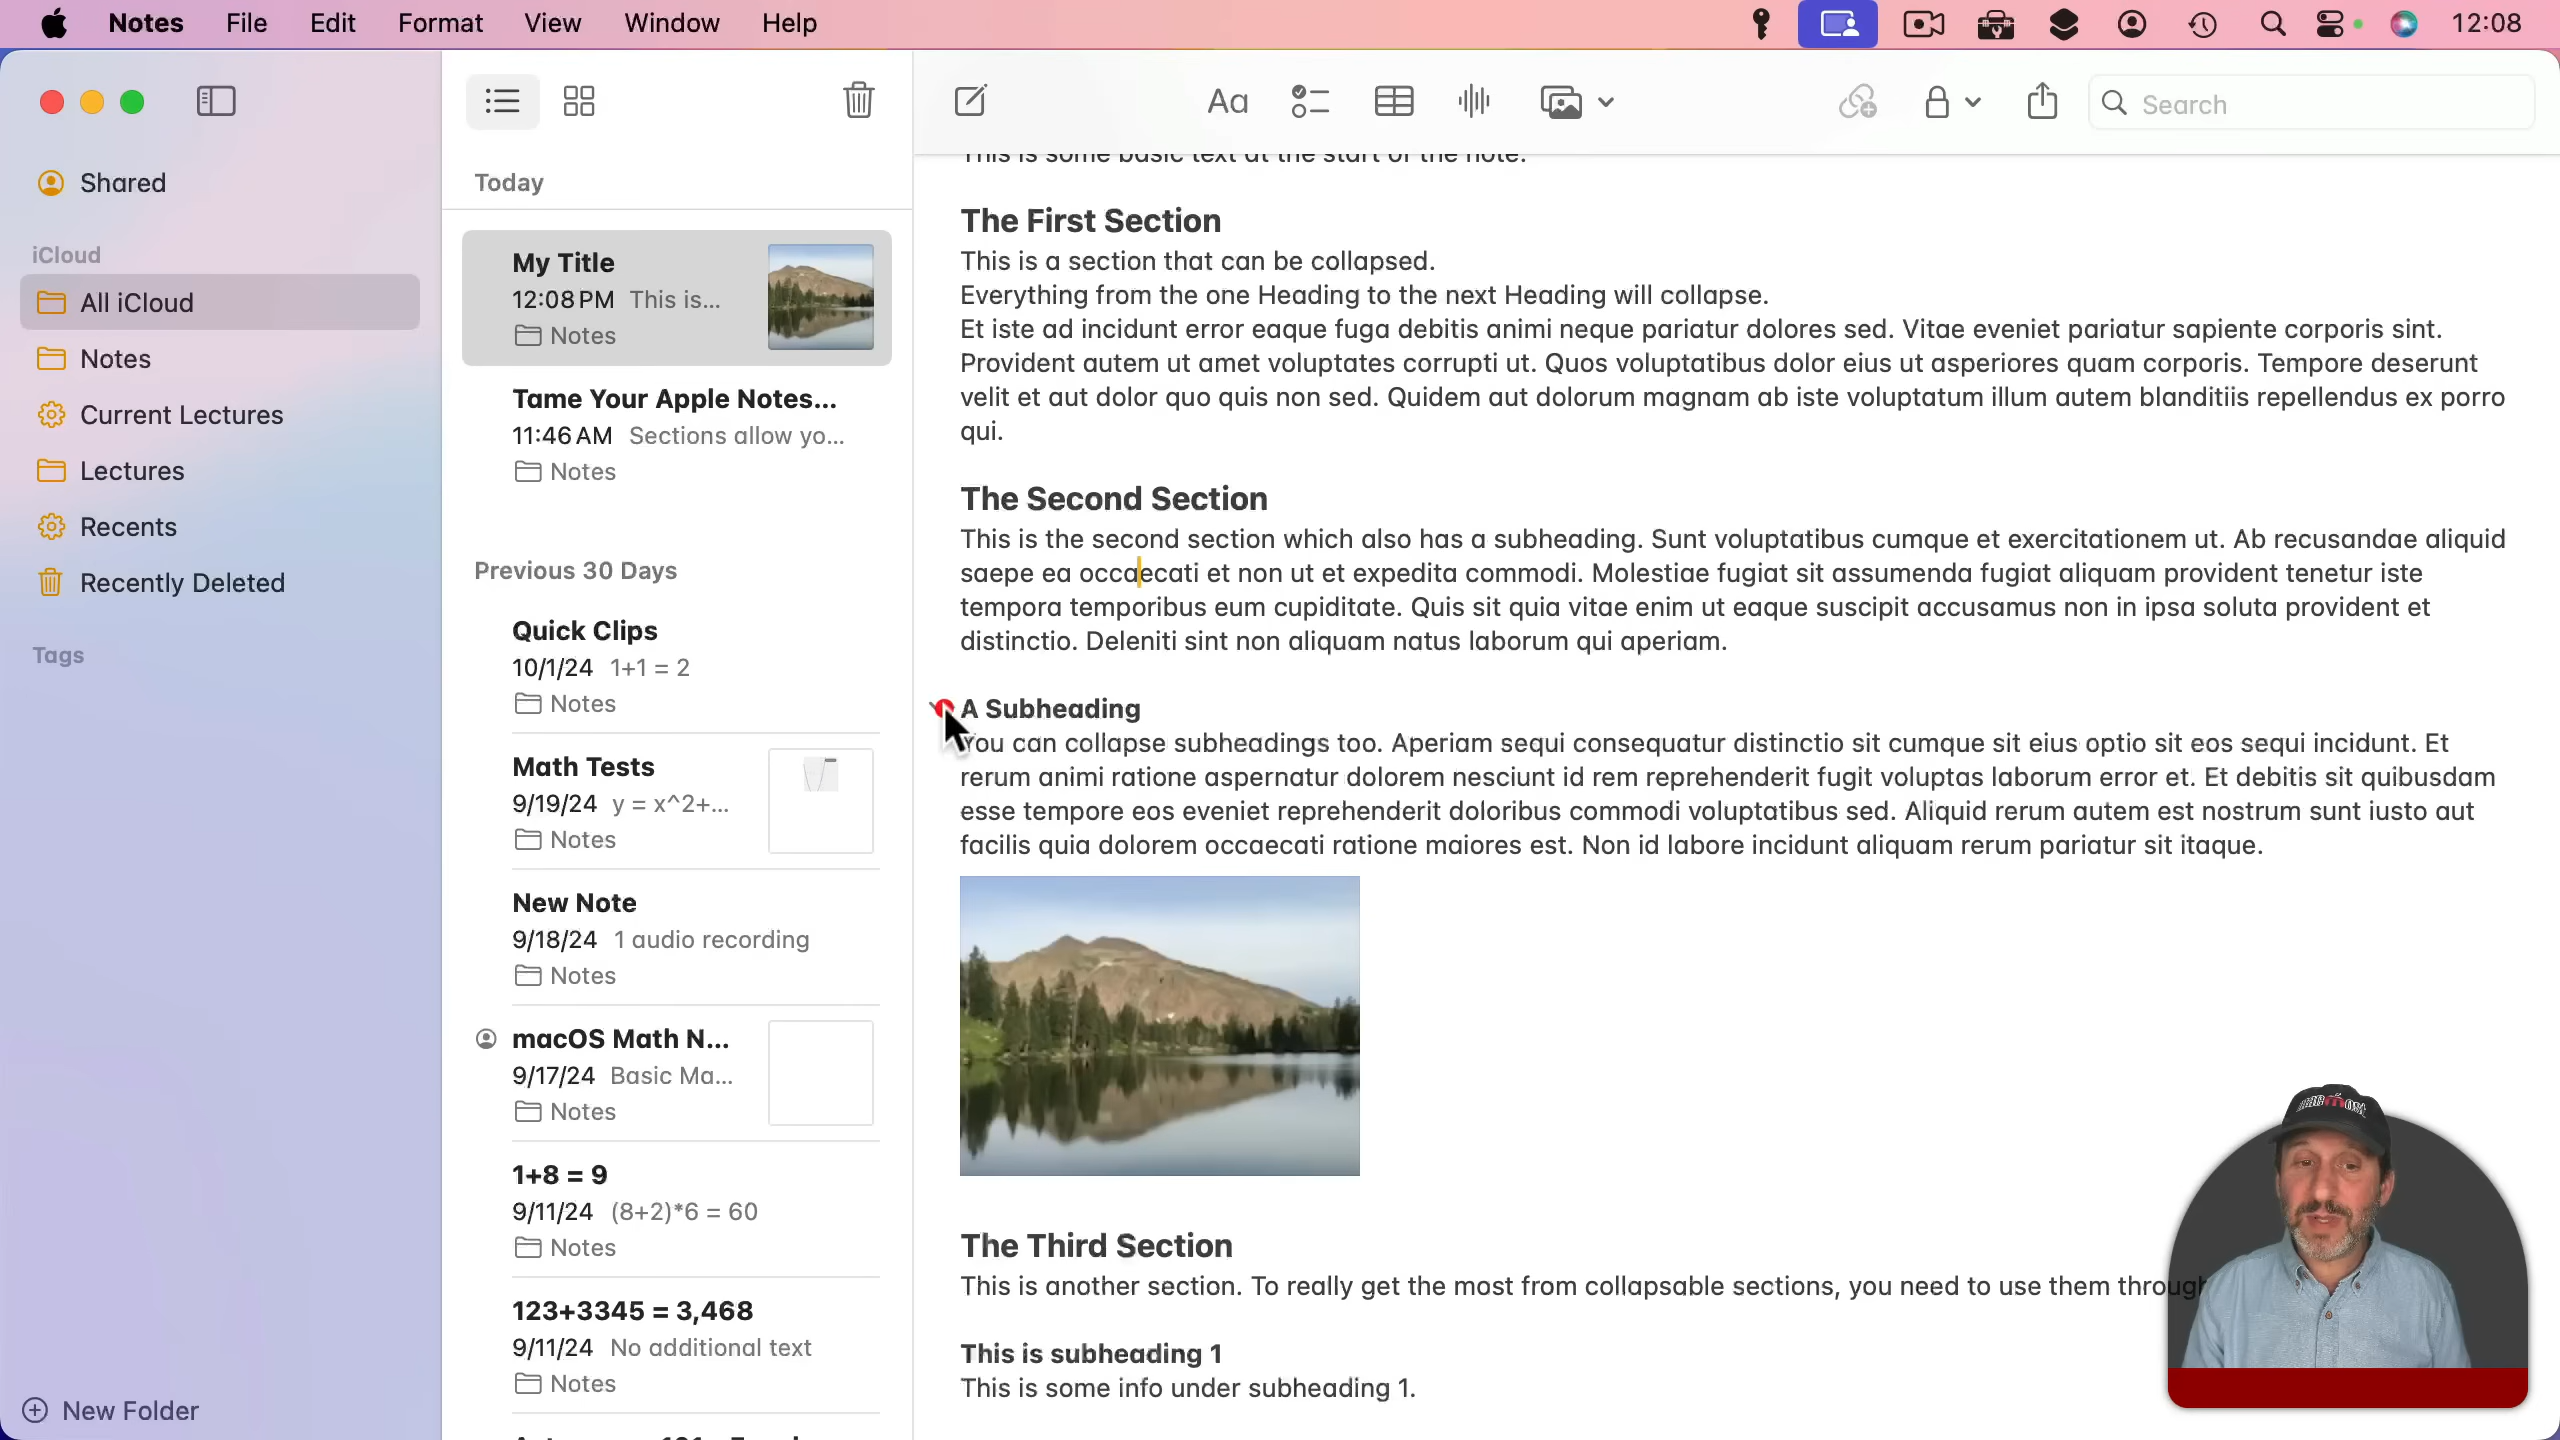 Notes File Edit Format View Window Help 12:08
Search
Shared
iCloud
All iCloud
Notes
Current Lectures
Lectures
Recents
Recently Deleted
Tags
New Folder
Today
My Title
12:08 PM This is...
Notes
Tame Your Apple Notes...
11:46 AM Sections allow yo...
Notes
Previous 30 Days
Quick Clips
10/1/24 1+1 = 2
Notes
Math Tests
9/19/24 y = x^2+...
Notes
New Note
9/18/24 1 audio recording
Notes
macOS Math N...
9/17/24 Basic Ma...
Notes
1+8 = 9
9/11/24 (8+2)*6 = 60
Notes
123+3345 = 3,468
9/11/24 No additional text
Notes
This is some basic text at the start of the note.
The First Section
This is a section that can be collapsed.
Everything from the one Heading to the next Heading will collapse.
Et iste ad incidunt error eaque fuga debitis animi neque pariatur dolores sed. Vitae eveniet pariatur sapiente corporis sint.
Provident autem ut amet voluptates corrupti ut. Quos voluptatibus dolor eius ut asperiores quam corporis. Tempore deserunt
velit et aut dolor quo quis non sed. Quidem aut dolorum magnam ab iste voluptatum illum autem blanditiis repellendus ex porro
qui.
The Second Section
This is the second section which also has a subheading. Sunt voluptatibus cumque et exercitationem ut. Ab recusandae aliquid
saepe ea occaecati et non ut et expedita commodi. Molestiae fugiat sit assumenda fugiat aliquam provident tenetur iste
tempora temporibus eum cupiditate. Quis sit quia vitae enim ut eaque suscipit accusamus non in ipsa soluta provident et
distinctio. Deleniti sint non aliquam natus laborum qui aperiam.
A Subheading
You can collapse subheadings too. Aperiam sequi consequatur distinctio sit cumque sit eius optio sit eos sequi incidunt. Et
rerum animi ratione aspernatur dolorem nesciunt id rem reprehenderit fugit voluptas laborum error et. Et debitis sit quibusdam
esse tempore eos eveniet reprehenderit doloribus commodi voluptatibus sed. Aliquid rerum autem est nostrum sunt iusto aut
facilis quia dolorem occaecati ratione maiores est. Non id labore incidunt aliquam rerum pariatur sit itaque.
The Third Section
This is another section. To really get the most from collapsable sections, you need to use them throug
This is subheading 1
This is some info under subheading 1.